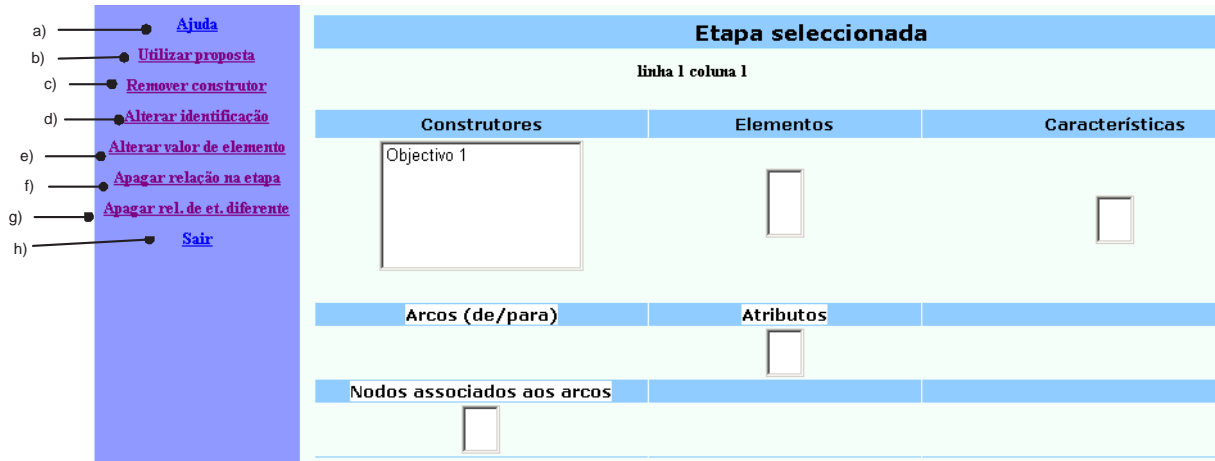 a) Ajuda
b) Utilizar proposta
c) Remover construtor
d) Alterar identificação
e) Alterar valor de elemento
f) Apagar relação na etapa
g) Apagar rel. de et. diferente
h) Sair
Etapa seleccionada
linha 1 coluna 1
Construtores Elementos Características
Objectivo 1
Arcos (de/para) Atributos
Nodos associados aos arcos